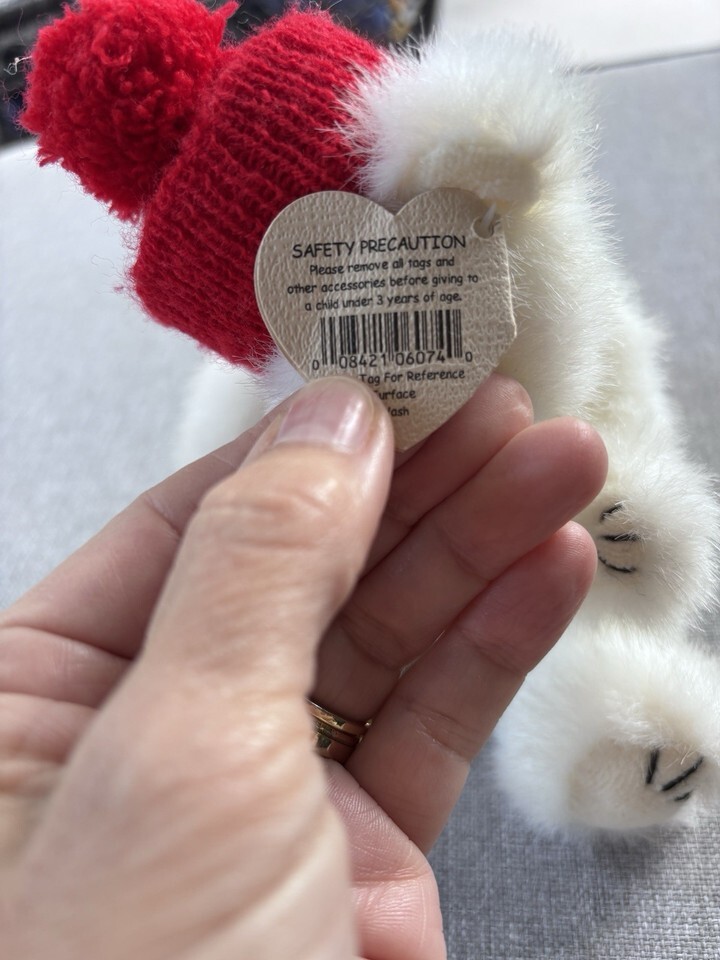 SAFETY PRECAUTION
Please remove all tags and
other accessories before giving to
a child under 3 years of age.
0 08421 06074 0
Tag For Reference